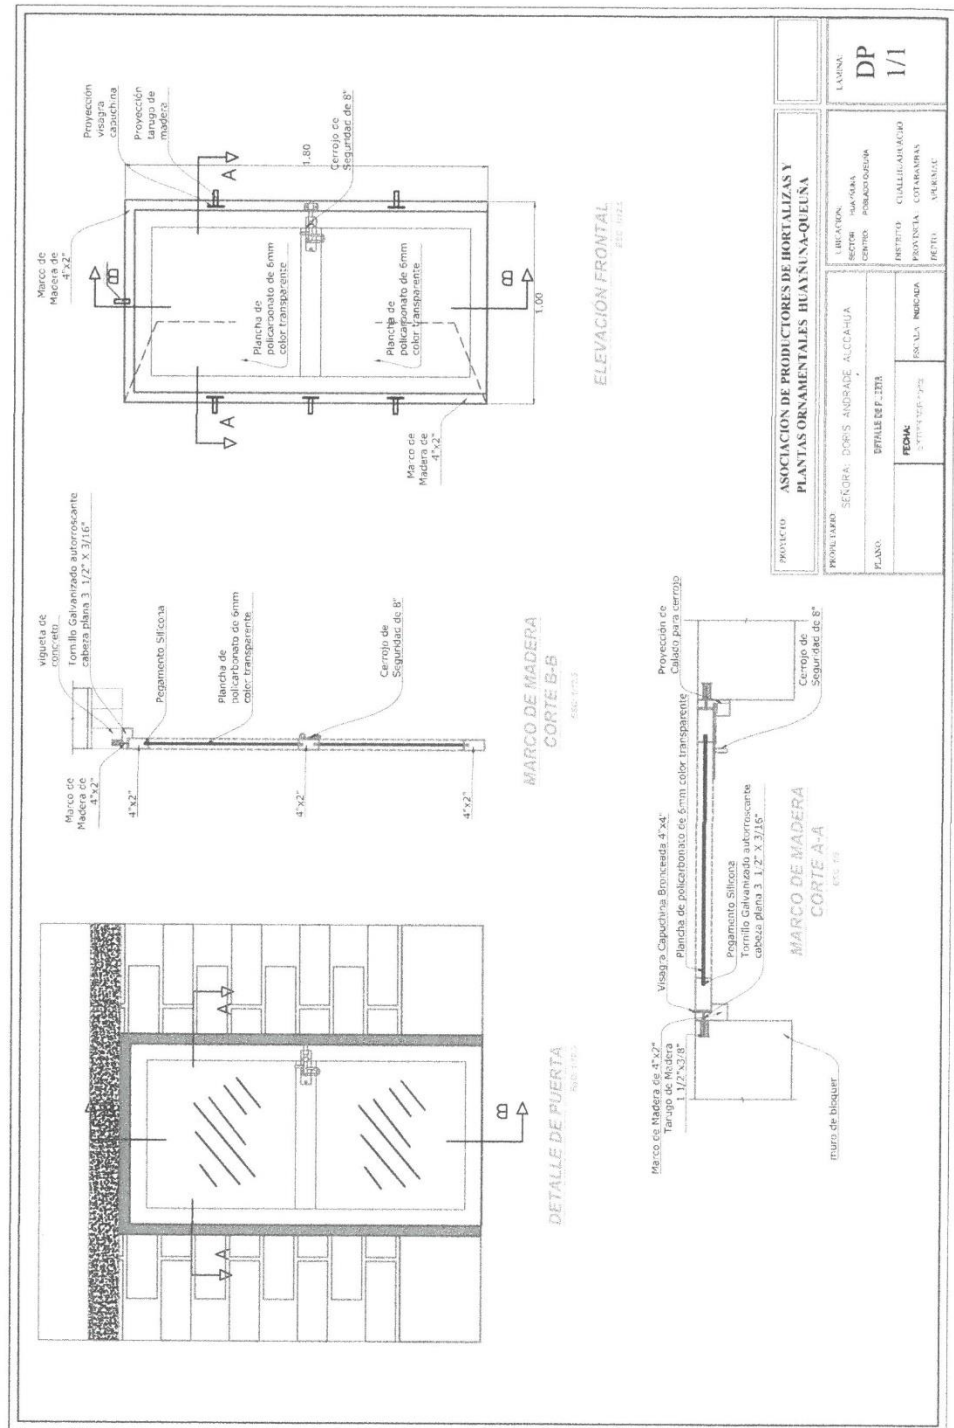 DETALLE DE PUERTA
A
A
B
vigueta de
concreto
Tornillo Galvanizado autorroscante
cabeza plana 3 1/2" X 3/16"
Marco de
Madera de
4"x2"
4"x2"
Pegamento Silicona
Plancha de
policarbonato de 6mm
color transparente
4"x2"
Cerrojo de
Seguridad de 8"
4"x2"
MARCO DE MADERA
CORTE B-B
Marco de
Madera de
4"x2"
Proyección
visagra
capuchina
Proyección
tarugo de
madera
B
A
A
Plancha de
policarbonato de 6mm
color transparente
Plancha de
policarbonato de 6mm
color transparente
1.80
Cerrojo de
Seguridad de 8"
Marco de
Madera de
4"x2"
B
1.00
ELEVACION FRONTAL
Marco de Madera de 4"x2"
Tarugo de Madera
1 1/2"x3/8"
Visagra Capuchina Bronceada 4"x4"
Plancha de policarbonato de 6mm color transparente
Proyección de
Calado para cerrojo
Pegamento Silicona
Tornillo Galvanizado autorroscante
cabeza plana 3 1/2" X 3/16"
Cerrojo de
Seguridad de 8"
muro de bloquer
MARCO DE MADERA
CORTE A-A
PROYECTO:
ASOCIACION DE PRODUCTORES DE HORTALIZAS Y
PLANTAS ORNAMENTALES HUAYÑUNA-QUEUÑA
SEÑORA: DORIS ANDRADE ALCCAHUA
PLANO:
FECHA:
ESCALA INDICADA
UBICACION:
SECTOR:
CENTRO
DISTRITO
PROVINCIA COTABAMBAS
DEPTO. APURIMAC
LAMINA:
DP
1/1